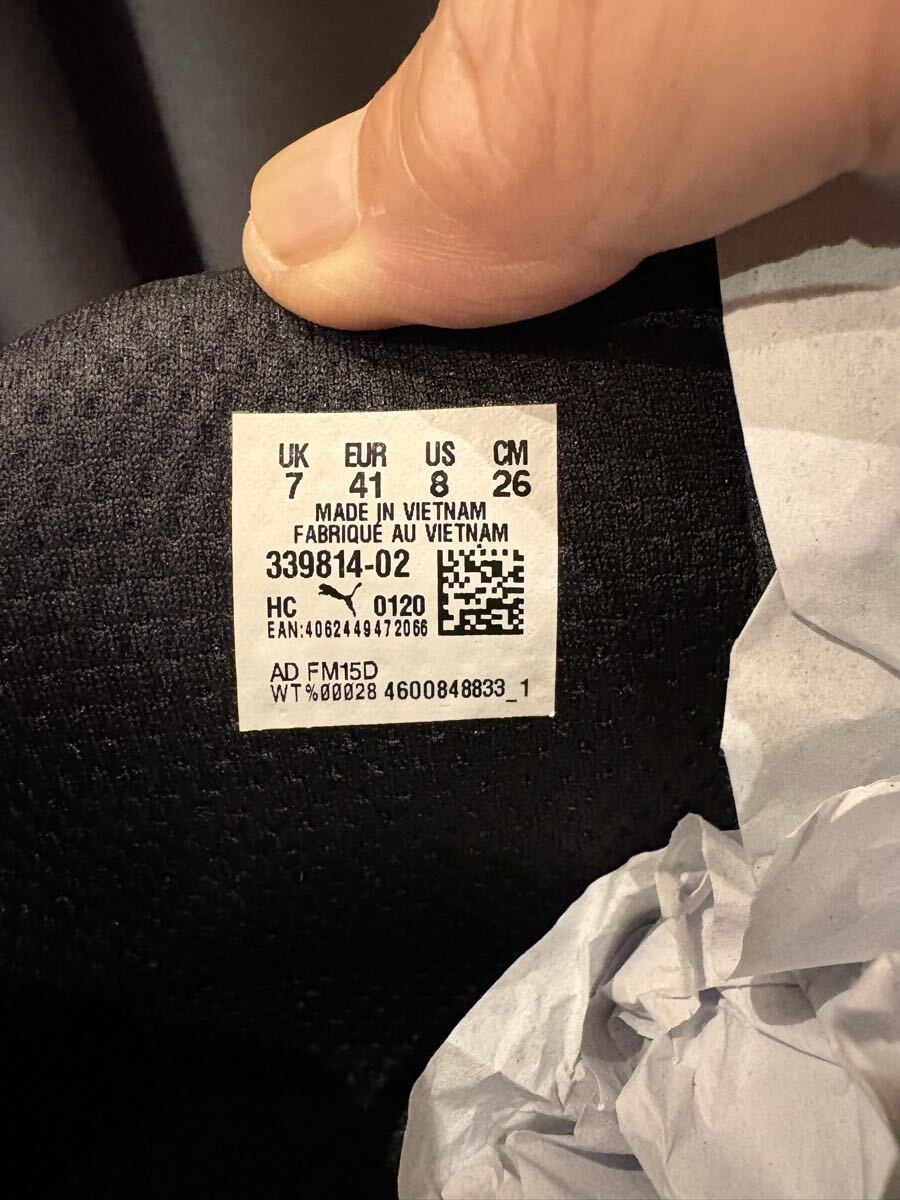 UK EUR US CM
7 41 8 26
MADE IN VIETNAM
FABRIQUÉ AU VIETNAM
339814-02
HC 0120
EAN:4062449472066
AD FM15D
WT%00028 4600848833_1